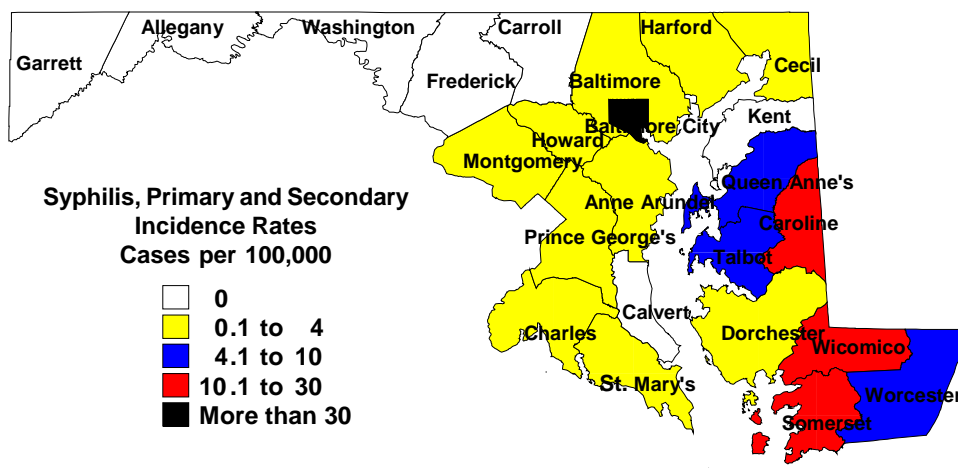 Allegany
Washington
Carroll
Harford
Garrett
Frederick
Baltimore
Cecil
Kent
Baltimore City
Howard
Montgomery
Queen Anne's
Anne Arundel
Caroline
Prince George's
Talbot
Calvert
Charles
Dorchester
Wicomico
St. Mary's
Worcester
Somerset
Syphilis, Primary and Secondary
Incidence Rates
Cases per 100,000
0
0.1 to 4
4.1 to 10
10.1 to 30
More than 30